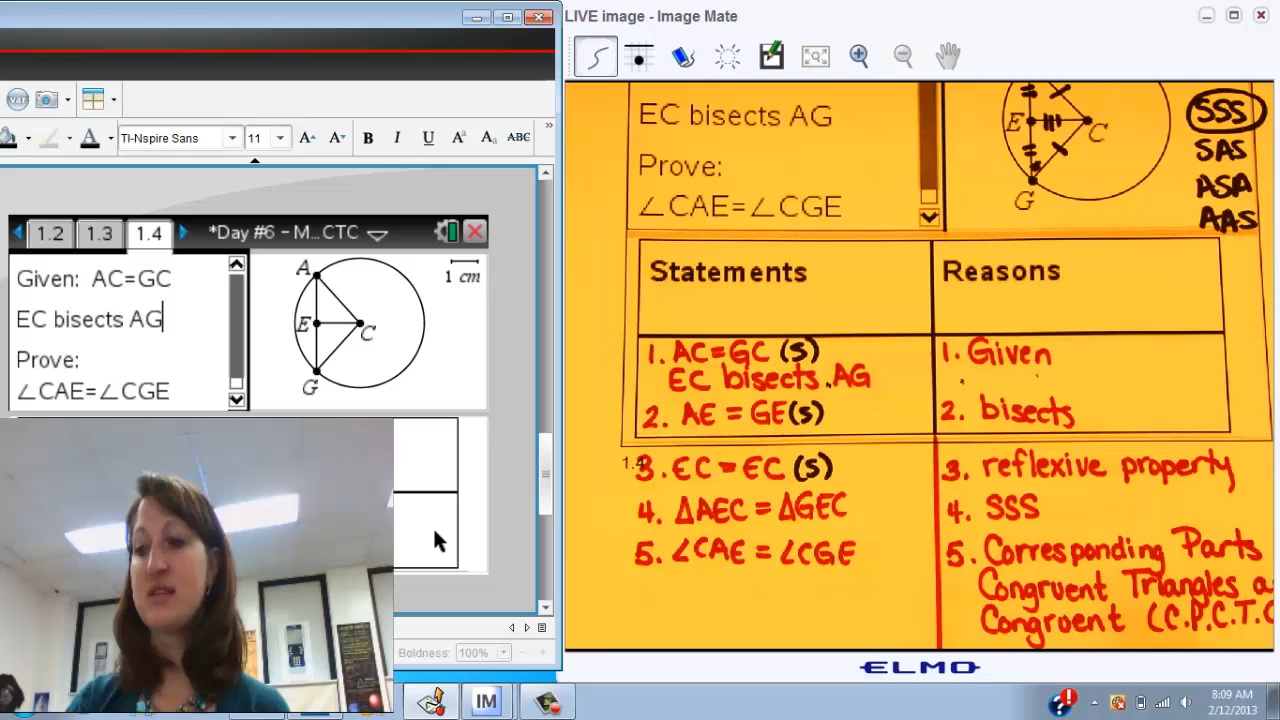 LIVE image - Image Mate
VAR
TI-Nspire Sans 11 A A B I U A A ABC
1.2 1.3 1.4 *Day #6 – M...CTC
Given: AC=GC
EC bisects AG
Prove:
∠CAE=∠CGE
A
E
C
G
1 cm
Boldness: 100%
EC bisects AG
Prove:
∠CAE=∠CGE
E
C
G
SSS
SAS
ASA
AAS
Statements Reasons
1. AC=GC (S) 1. Given
EC bisects AG
2. AE = GE(S) 2. bisects
1.4
3. EC = EC (S) 3. reflexive property
4. ΔAEC = ΔGEC 4. SSS
5. ∠CAE = ∠CGE 5. Corresponding Parts
Congruent Triangles a
Congruent (C.P.C.T.C
ELMO
IM
8:09 AM
2/12/2013